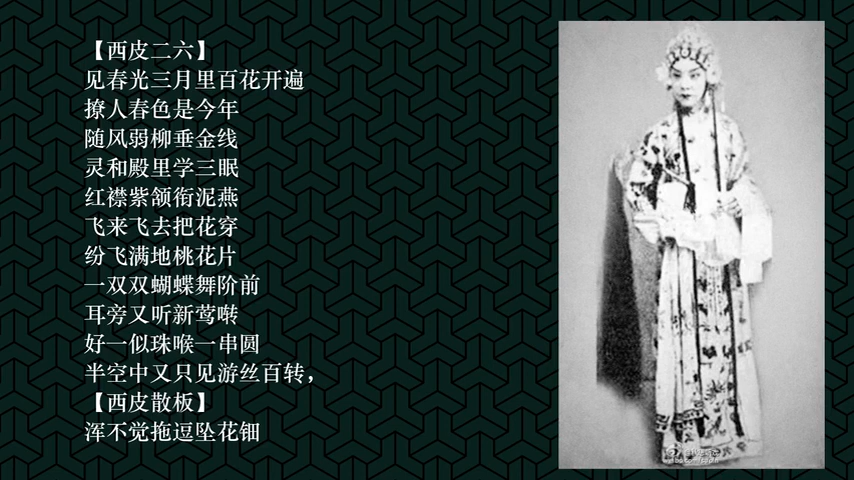 【西皮二六】
见春光三月里百花开遍
撩人春色是今年
随风弱柳垂金线
灵和殿里学三眠
红襟紫颔衔泥燕
飞来飞去把花穿
纷飞满地桃花片
一双双蝴蝶舞阶前
耳旁又听新莺啭
好一似珠喉一串圆
半空中又只见游丝百转，
【西皮散板】
浑不觉拖逗坠花钿